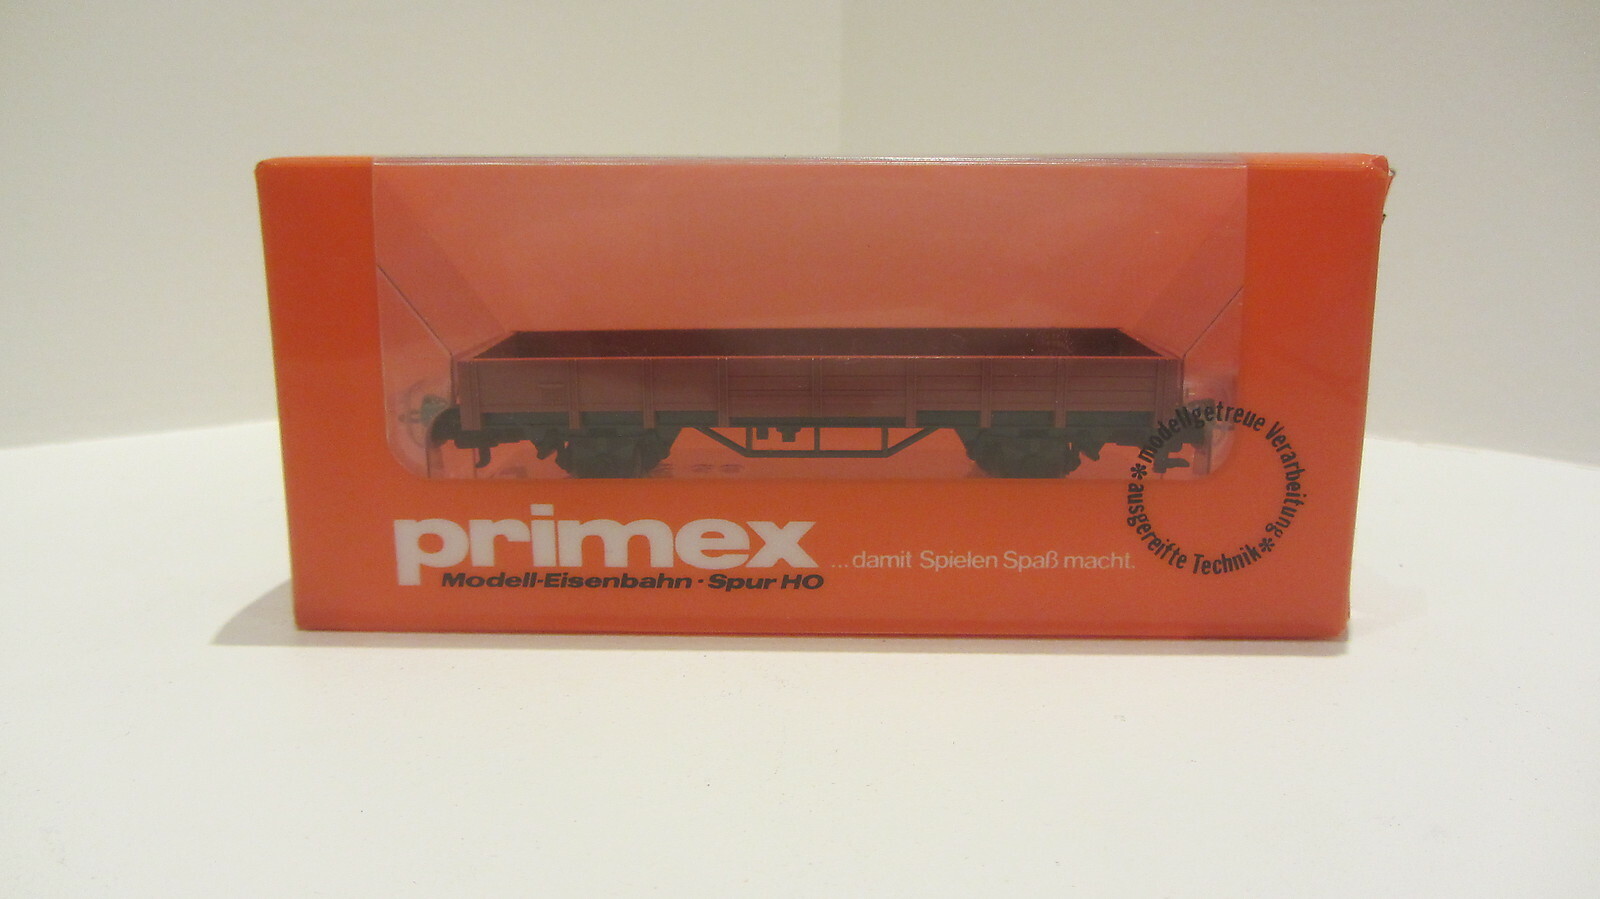 primex
Modell-Eisenbahn · Spur HO
...damit Spielen Spaß macht.
modellgetreue Verarbeitung
* ausgereifte Technik *